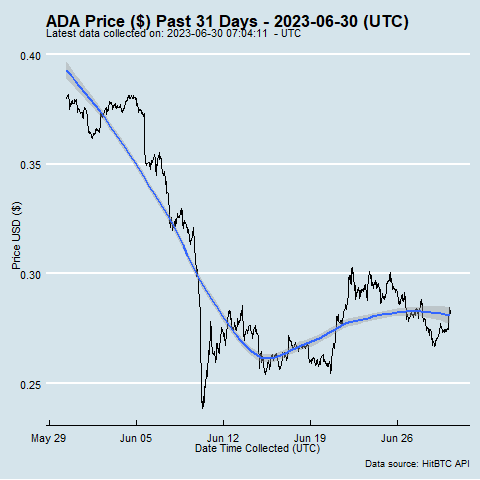 ADA Price ($) Past 31 Days - 2023-06-30 (UTC)
Latest data collected on: 2023-06-30 07:04:11 - UTC
0.40
0.35
0.30
0.25
Price USD ($)
May 29 Jun 05 Jun 12 Jun 19 Jun 26
Date Time Collected (UTC)
Data source: HitBTC API